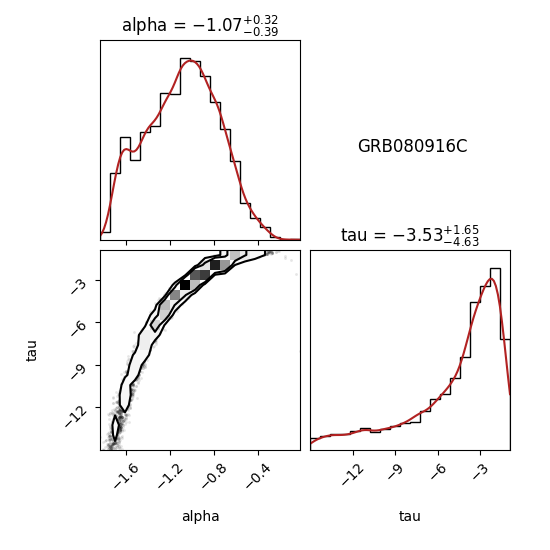 alpha = −1.07+0.32 −0.39
GRB080916C
tau = −3.53+1.65 −4.63
−3
−6
−9
−12
tau
−1.6 −1.2 −0.8 −0.4
−12 −9 −6 −3
alpha
tau